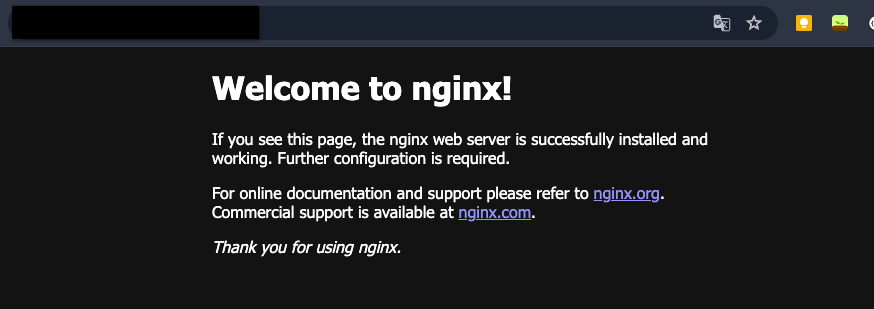 Welcome to nginx!
If you see this page, the nginx web server is successfully installed and
working. Further configuration is required.
For online documentation and support please refer to nginx.org.
Commercial support is available at nginx.com.
Thank you for using nginx.